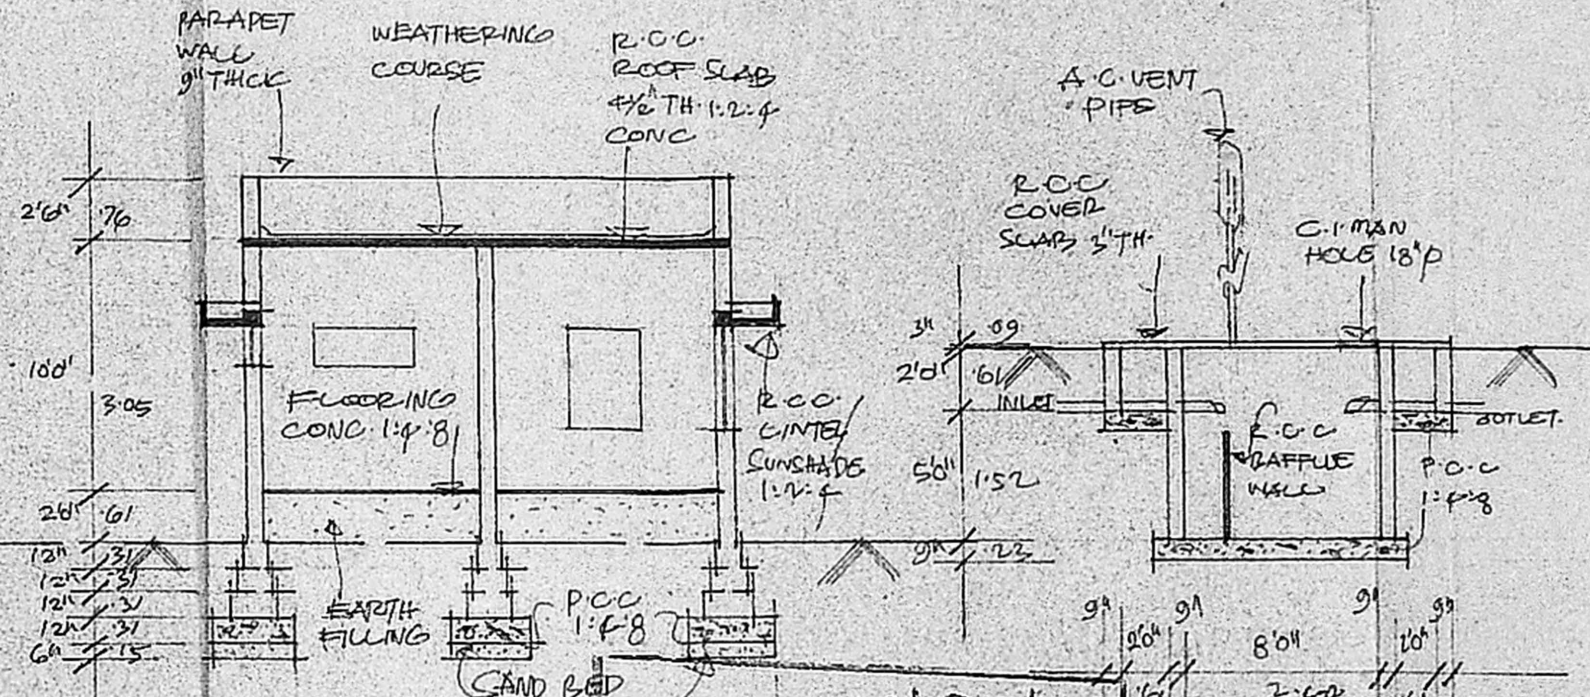 PARAPET
WALL
9" THICK
WEATHERING
COURSE
R.C.C.
ROOF SLAB
4½" TH. 1:2:4
CONC
2'6" .76
10'0"
3.05
FLOORING
CONC. 1:4:8
R.C.C.
LINTEL
SUNSHADE
1:2:4
2'0" .61
12" .31
12" .31
12" .31
12" .31
6" .15
EARTH
FILLING
P.C.C
1:4:8
SAND BED
A.C. VENT
PIPE
R.C.C
COVER
SLAB 3" TH.
C.I. MAN
HOLE 18"Ø
3" .09
2'0" .61
INLET
OUTLET.
R.C.C
BAFFLE
WALL
5'0" 1.52
P.C.C
1:4:8
9" .23
9" 9" 9" 9"
2'0" 8'0" 2'0"